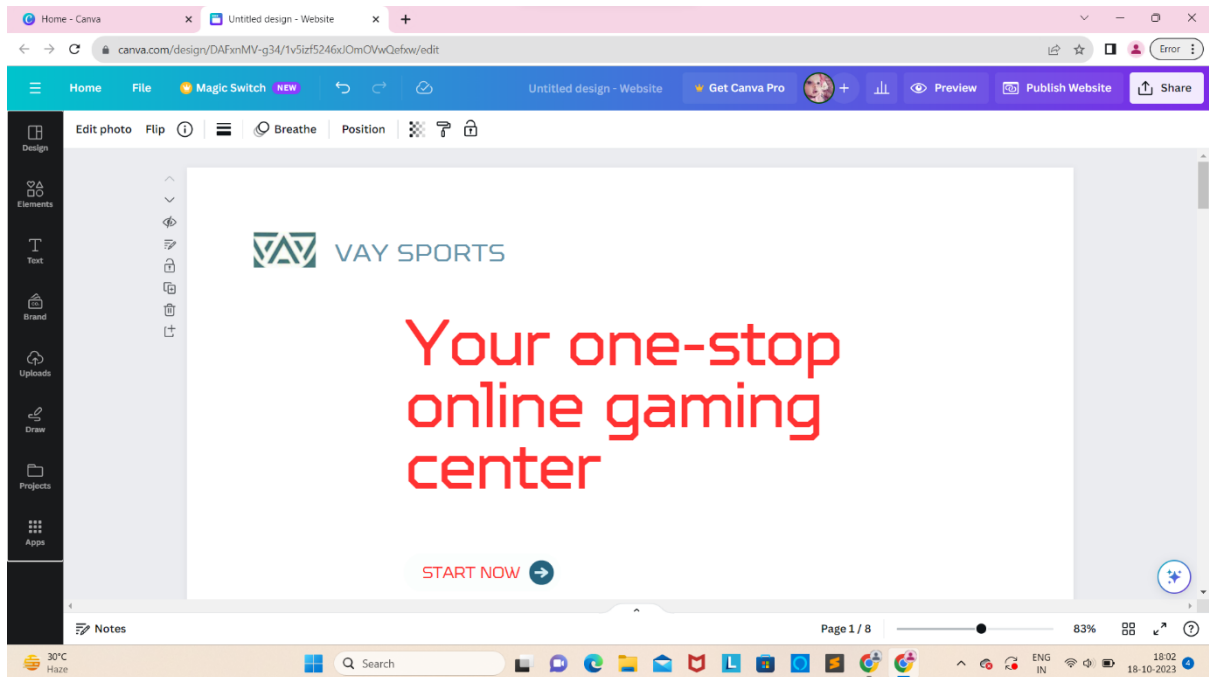 Home - Canva
Untitled design - Website
canva.com/design/DAFxnMV-g34/1v5izf5246xJOmOVwQefxw/edit
Error
Home File Magic Switch NEW Untitled design - Website Get Canva Pro + Preview Publish Website Share
Edit photo Flip Breathe Position
Design
Elements
Text
Brand
Uploads
Draw
Projects
Apps
VAY VAY SPORTS
Your one-stop
online gaming
center
START NOW
Notes Page 1 / 8 83%
30°C
Haze
Search
ENG
IN
18:02
18-10-2023
4